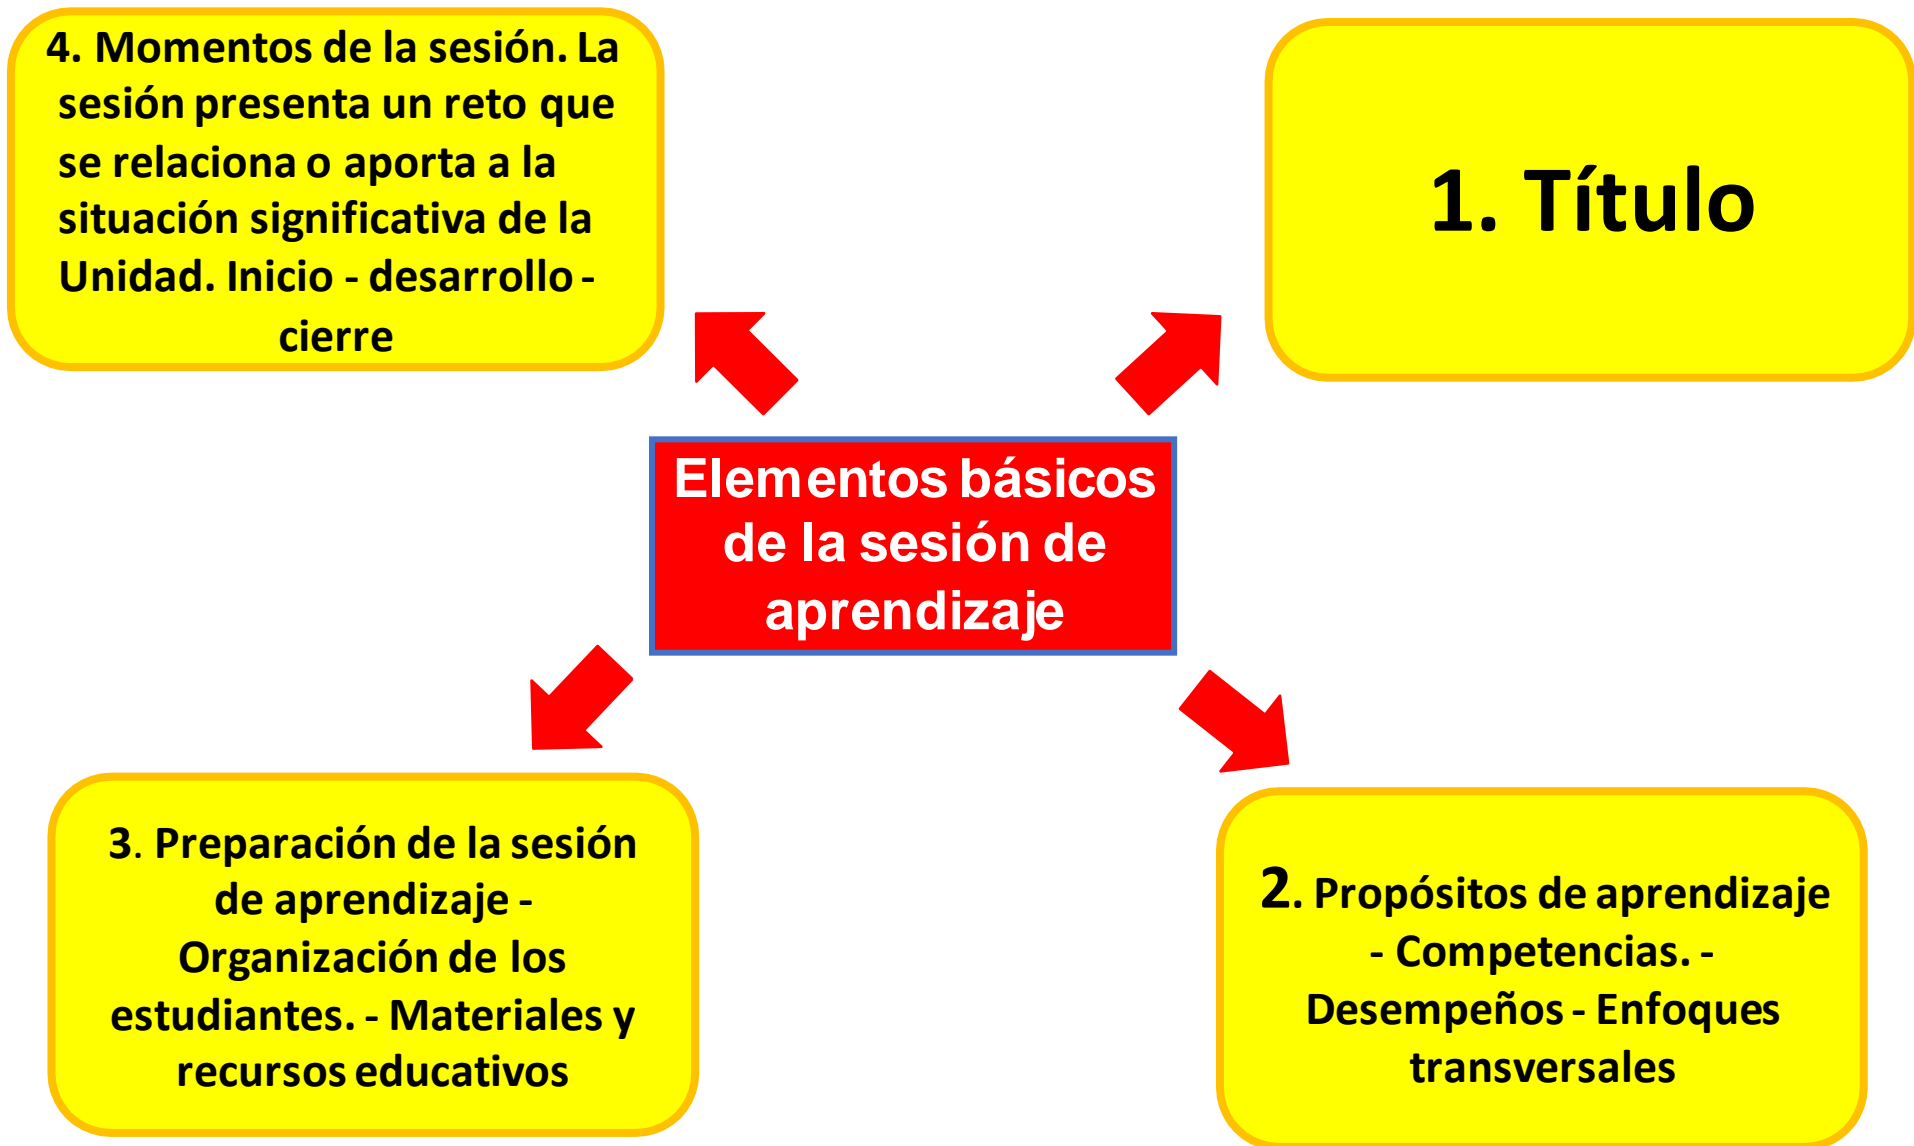 4. Momentos de la sesión. La
sesión presenta un reto que
se relaciona o aporta a la
situación significativa de la
Unidad. Inicio - desarrollo -
cierre
1. Título
Elementos básicos
de la sesión de
aprendizaje
3. Preparación de la sesión
de aprendizaje -
Organización de los
estudiantes. - Materiales y
recursos educativos
2. Propósitos de aprendizaje
- Competencias. -
Desempeños - Enfoques
transversales